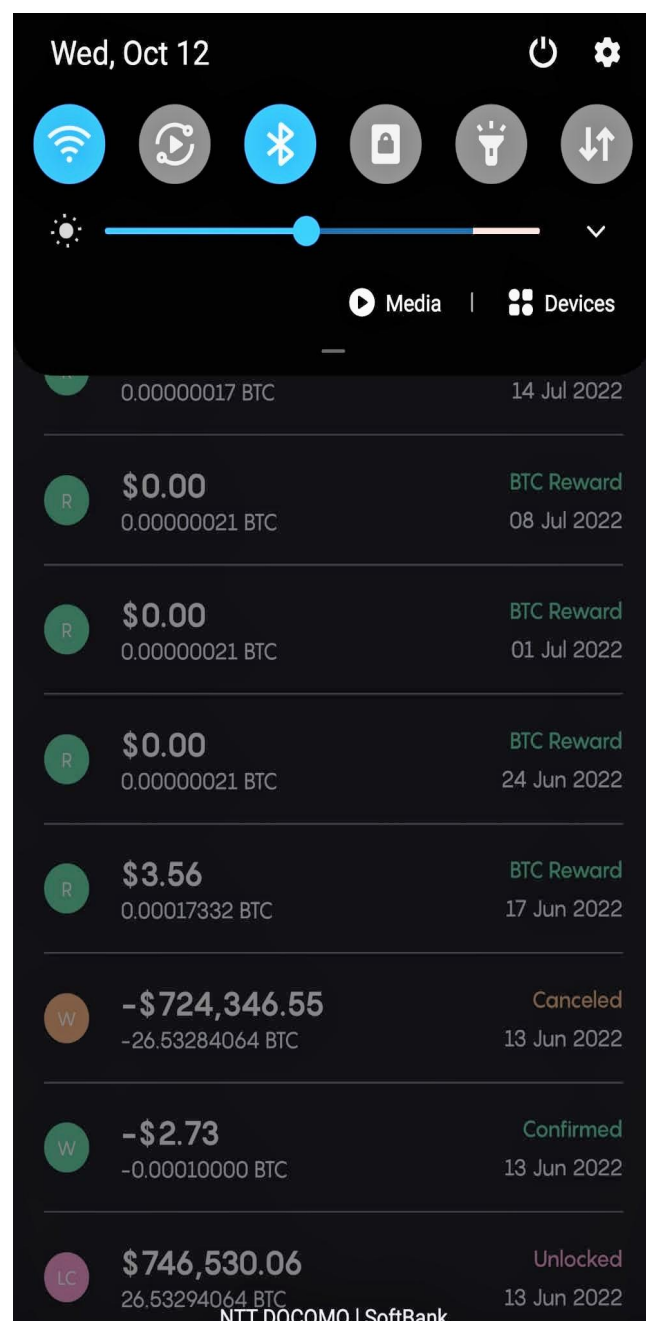 Wed, Oct 12
Media | Devices
0.00000017 BTC 14 Jul 2022
R $0.00 BTC Reward
0.00000021 BTC 08 Jul 2022
R $0.00 BTC Reward
0.00000021 BTC 01 Jul 2022
R $0.00 BTC Reward
0.00000021 BTC 24 Jun 2022
R $3.56 BTC Reward
0.00017332 BTC 17 Jun 2022
W -$724,346.55 Canceled
-26.53284064 BTC 13 Jun 2022
W -$2.73 Confirmed
-0.00010000 BTC 13 Jun 2022
LC $746,530.06 Unlocked
26.53294064 BTC 13 Jun 2022
NTT DOCOMO | SoftBank